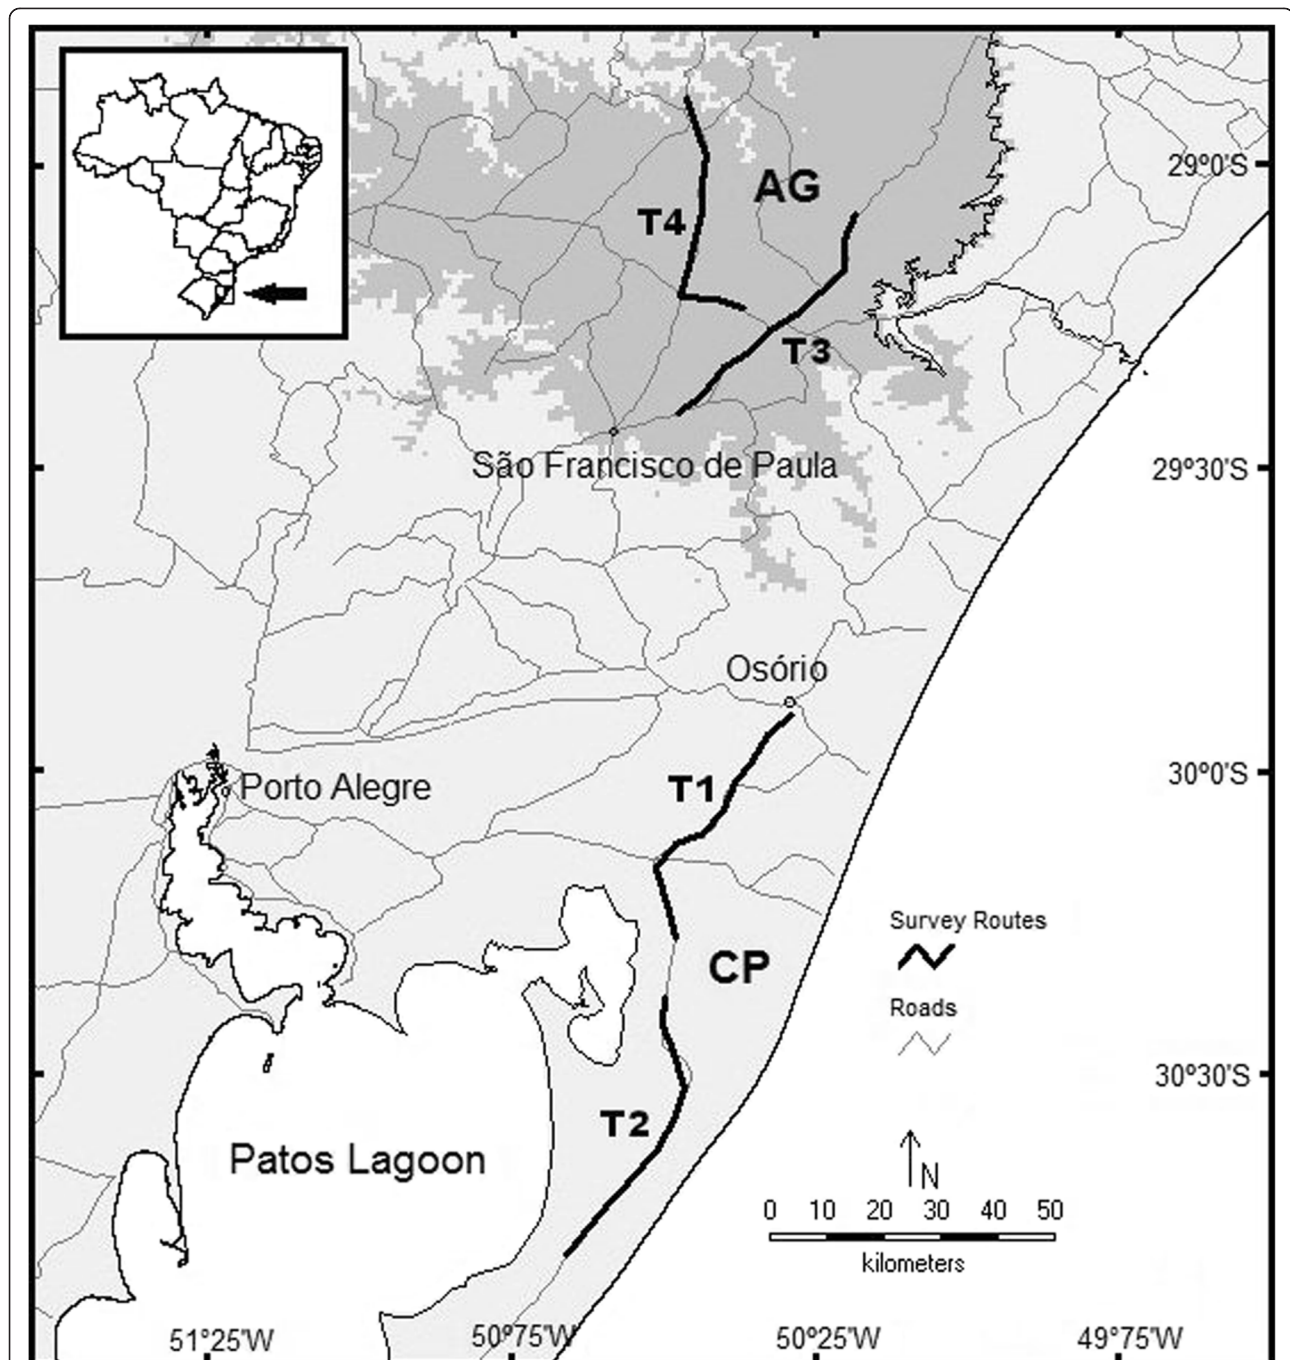 29°0'S
AG
T4
T3
São Francisco de Paula
29°30'S
Osório
30°0'S
Porto Alegre
T1
Survey Routes
CP
Roads
30°30'S
T2
Patos Lagoon
N
0 10 20 30 40 50
kilometers
51°25'W 50°75'W 50°25'W 49°75'W